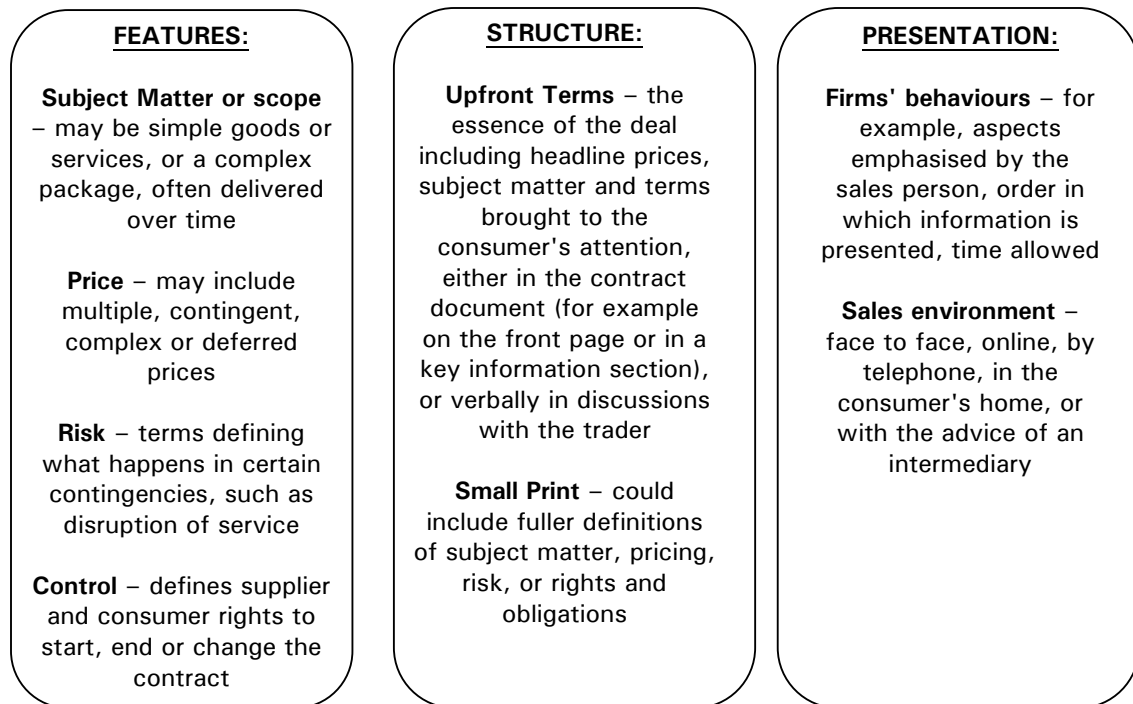 FEATURES:
Subject Matter or scope
– may be simple goods or
services, or a complex
package, often delivered
over time
Price – may include
multiple, contingent,
complex or deferred
prices
Risk – terms defining
what happens in certain
contingencies, such as
disruption of service
Control – defines supplier
and consumer rights to
start, end or change the
contract
STRUCTURE:
Upfront Terms – the
essence of the deal
including headline prices,
subject matter and terms
brought to the
consumer's attention,
either in the contract
document (for example
on the front page or in a
key information section),
or verbally in discussions
with the trader
Small Print – could
include fuller definitions
of subject matter, pricing,
risk, or rights and
obligations
PRESENTATION:
Firms' behaviours – for
example, aspects
emphasised by the
sales person, order in
which information is
presented, time allowed
Sales environment –
face to face, online, by
telephone, in the
consumer's home, or
with the advice of an
intermediary